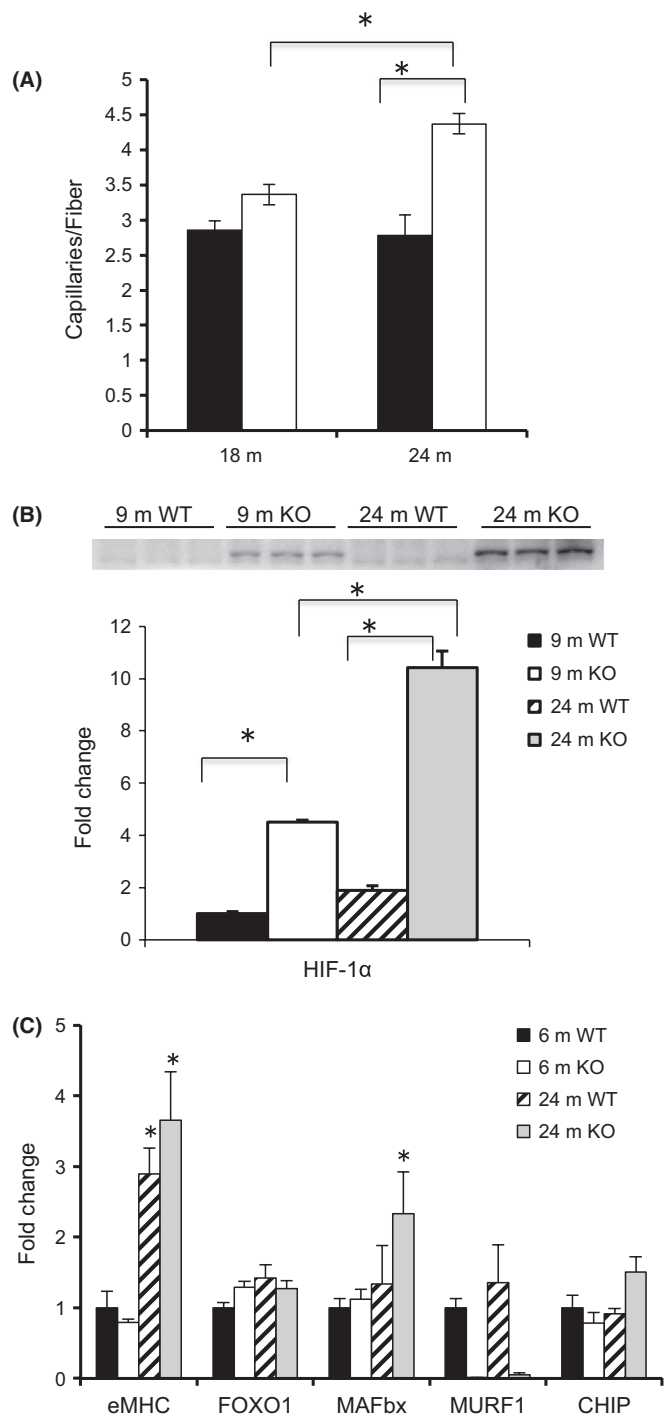 (A)
*
*
Capillaries/Fiber
5
4.5
4
3.5
3
2.5
2
1.5
1
0.5
0
18 m 24 m
(B)
9 m WT 9 m KO 24 m WT 24 m KO
*
*
*
Fold change
12
10
8
6
4
2
0
9 m WT
9 m KO
24 m WT
24 m KO
HIF-1α
(C)
Fold change
5
4
3
2
1
0
* * *
6 m WT
6 m KO
24 m WT
24 m KO
eMHC FOXO1 MAFbx MURF1 CHIP